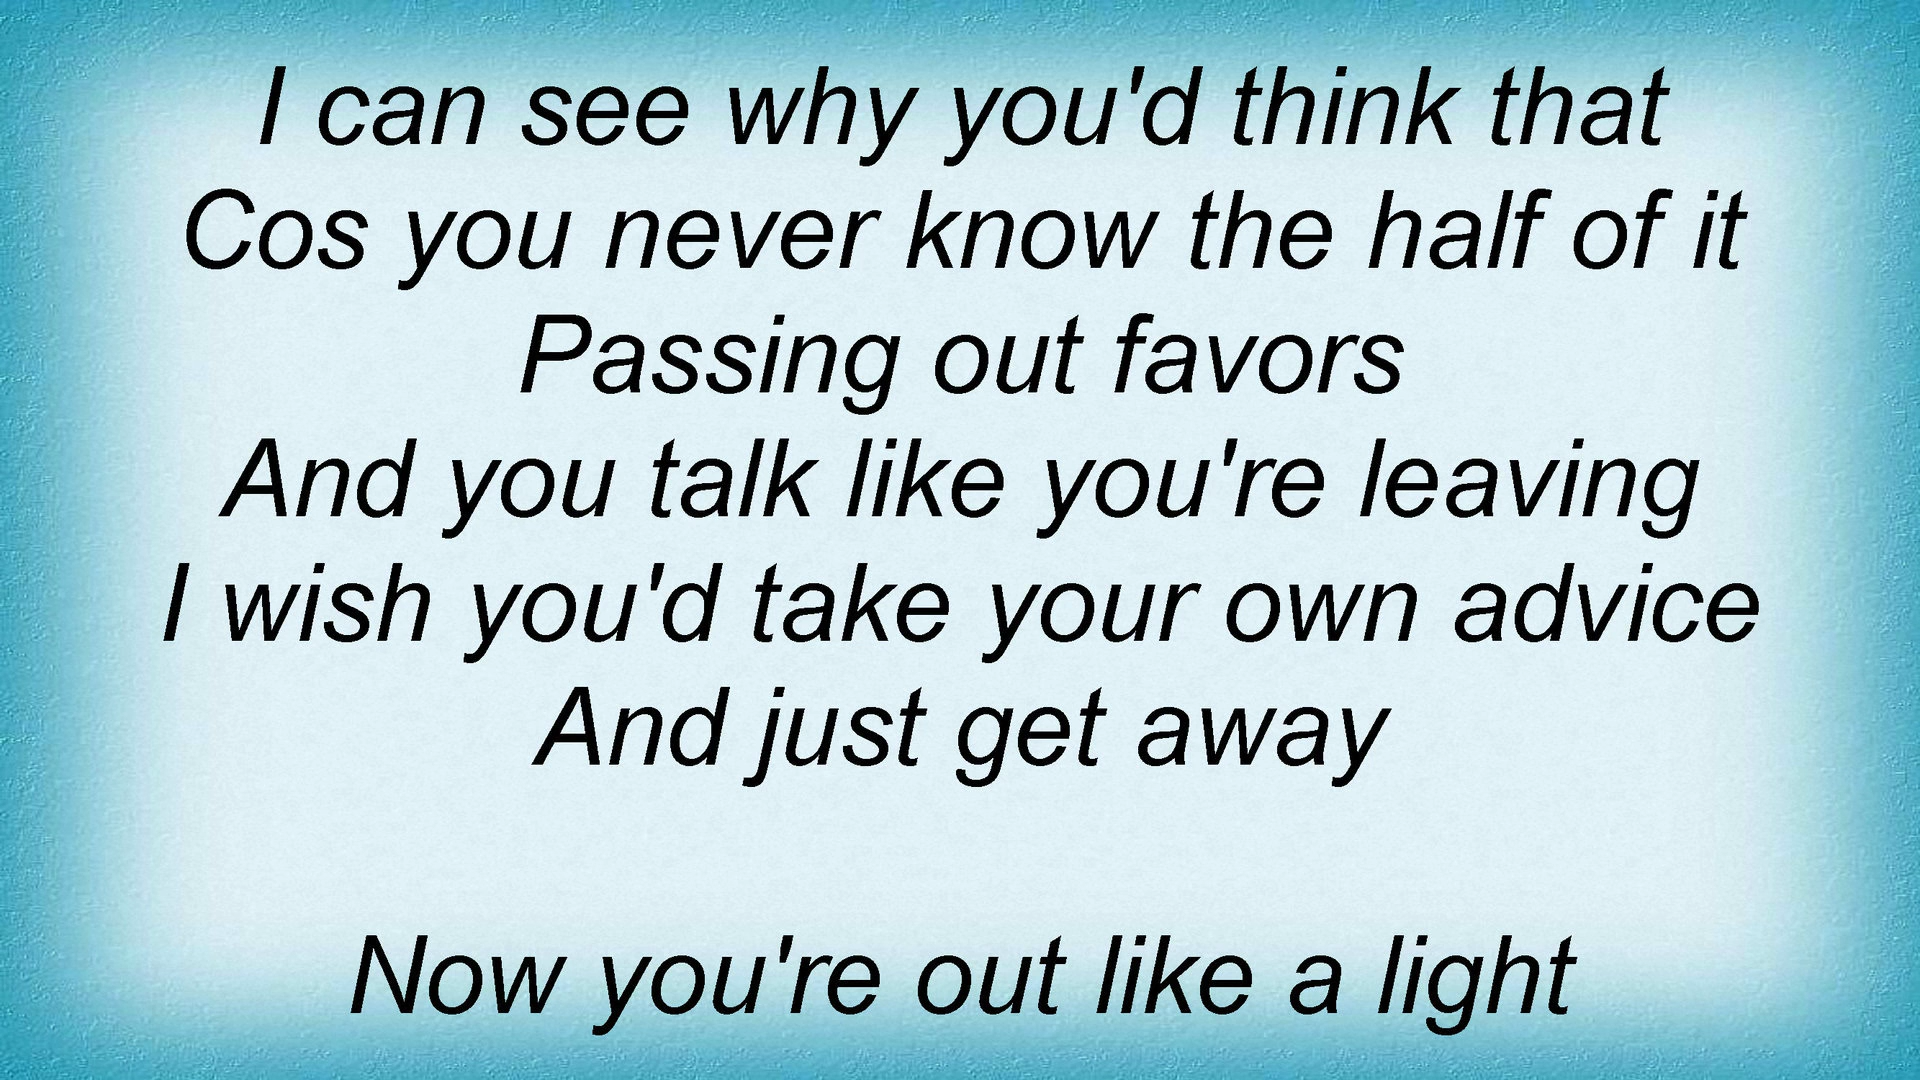 I can see why you'd think that
Cos you never know the half of it
Passing out favors
And you talk like you're leaving
I wish you'd take your own advice
And just get away
Now you're out like a light